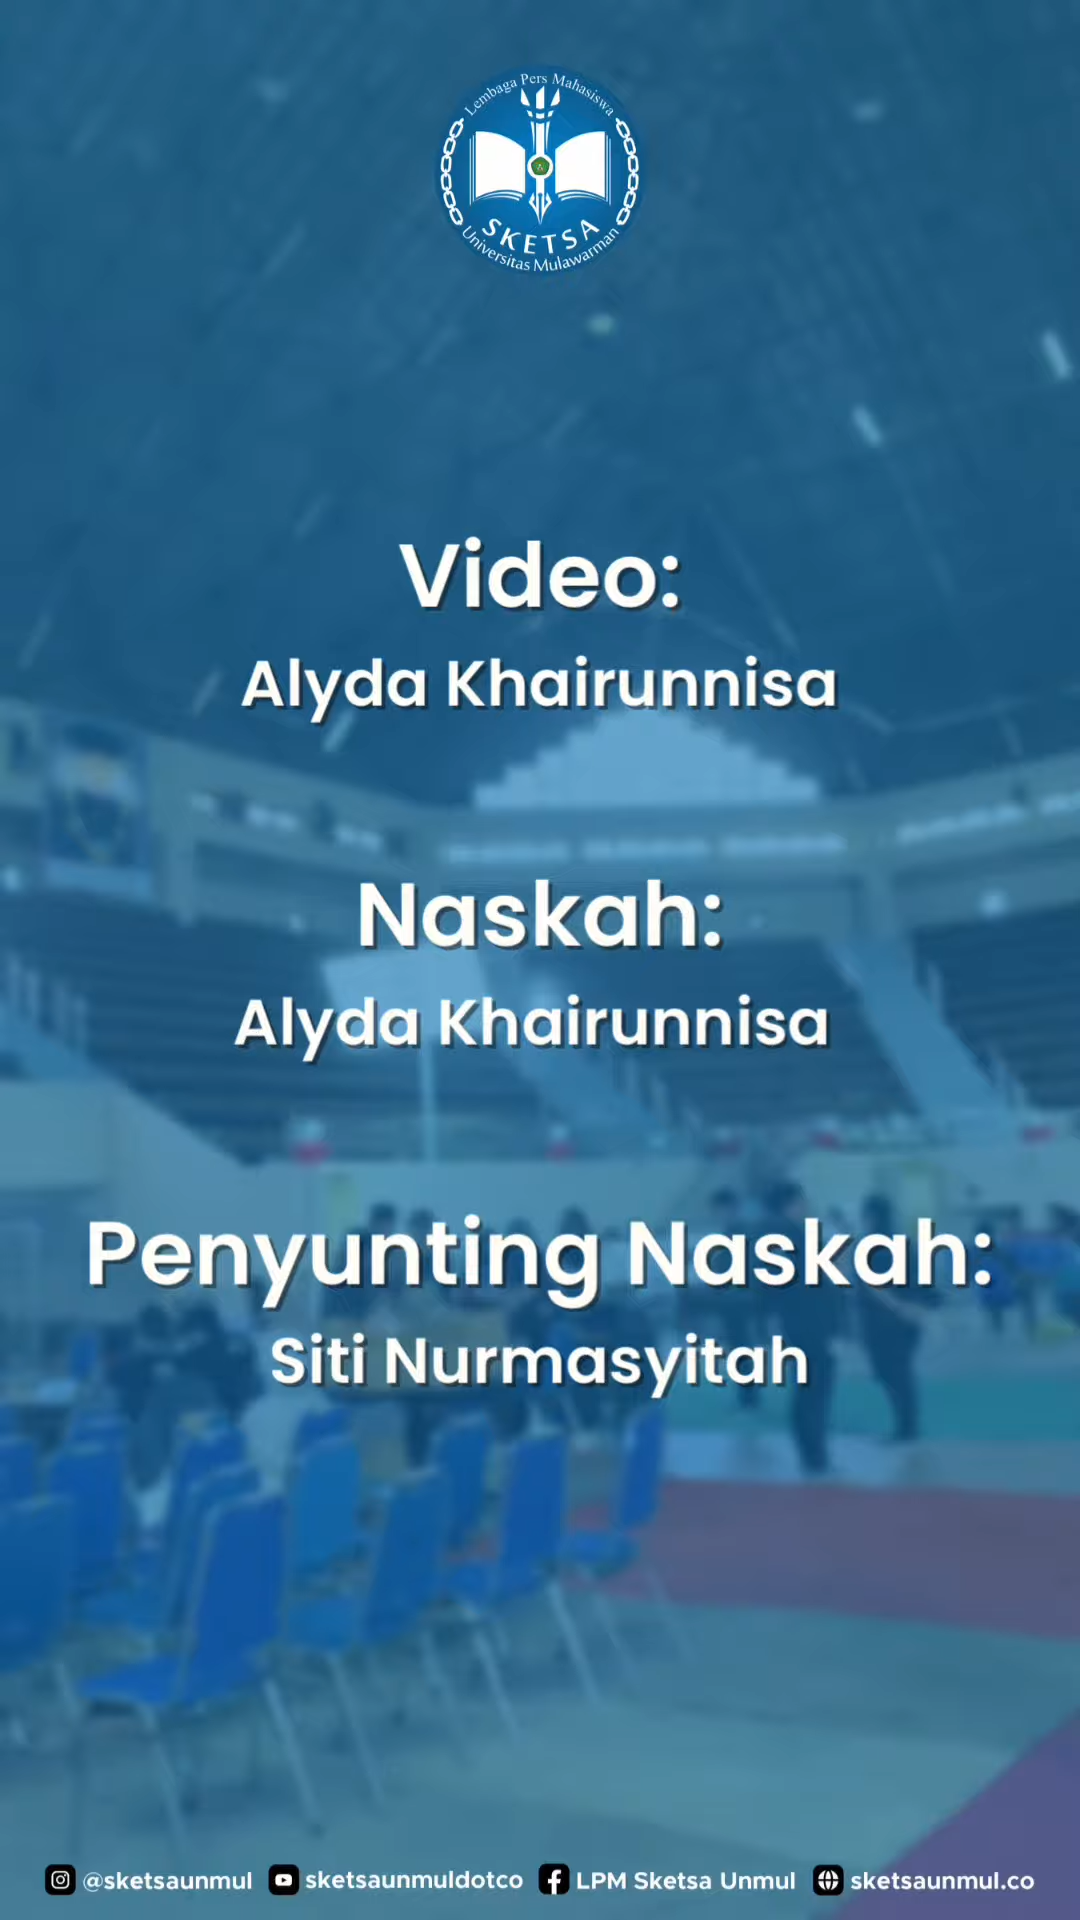 Lembaga Pers Mahasiswa
SKETSA
Universitas Mulawarman
Video:
Alyda Khairunnisa
Naskah:
Alyda Khairunnisa
Penyunting Naskah:
Siti Nurmasyitah
@sketsaunmul sketsaunmuldotco LPM Sketsa Unmul sketsaunmul.co